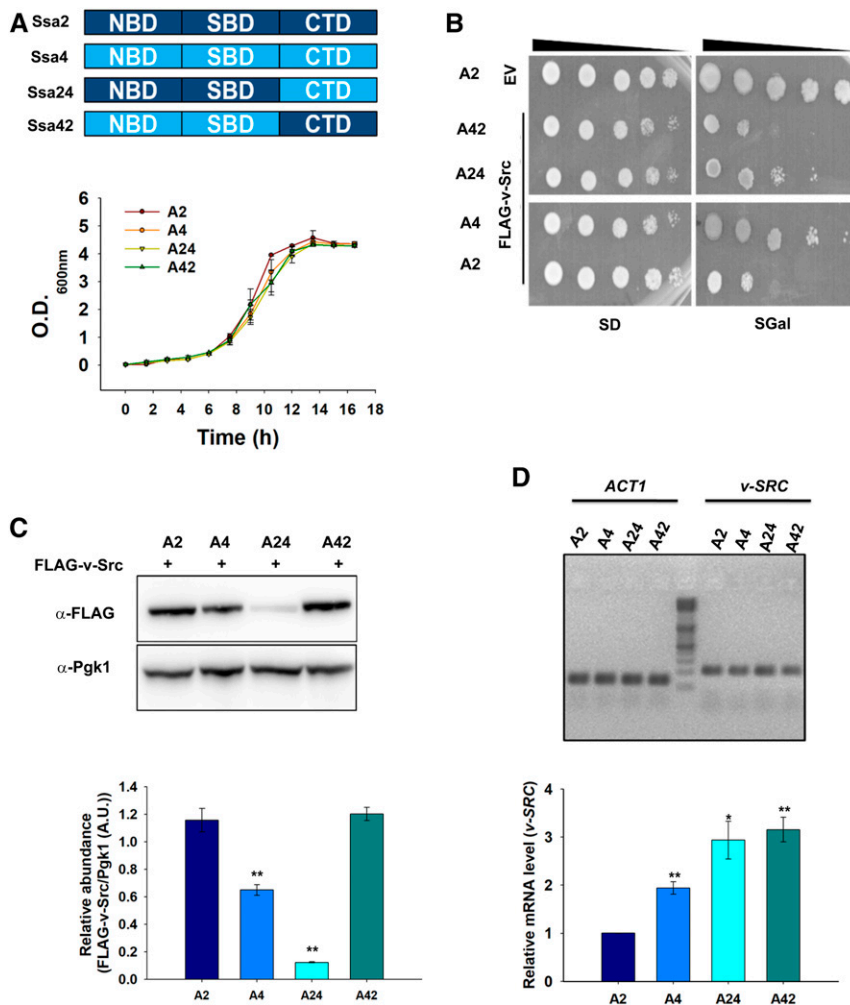 A
Ssa2 NBD SBD CTD
Ssa4 NBD SBD CTD
Ssa24 NBD SBD CTD
Ssa42 NBD SBD CTD
6
5
4
3
2
1
0
O.D. 600nm
A2
A4
A24
A42
0 2 4 6 8 10 12 14 16 18
Time (h)
B
A2 EV
A42
A24
A4
A2
FLAG-v-Src
SD SGal
C
A2 A4 A24 A42
FLAG-v-Src + + + +
α-FLAG
α-Pgk1
Relative abundance
(FLAG-v-Src/Pgk1 (A.U.))
1.4
1.2
1.0
0.8
0.6
0.4
0.2
0.0
**
**
A2 A4 A24 A42
D
ACT1 v-SRC
A2 A4 A24 A42 A2 A4 A24 A42
Relative mRNA level (v-SRC)
4
3
2
1
0
**
*
**
A2 A4 A24 A42